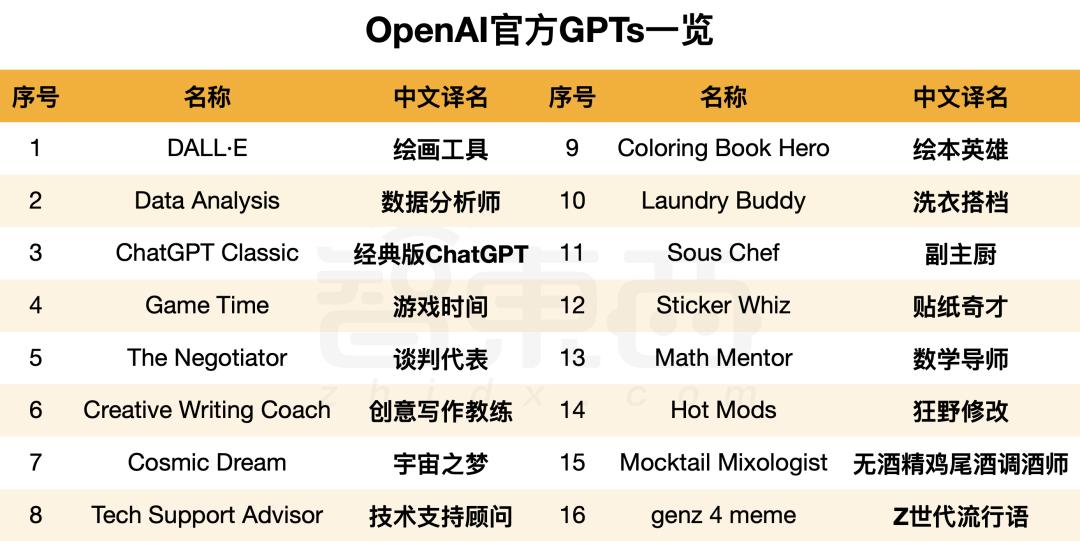 OpenAI官方GPTs一览
序号 名称 中文译名 序号 名称 中文译名
1 DALL·E 绘画工具 9 Coloring Book Hero 绘本英雄
2 Data Analysis 数据分析师 10 Laundry Buddy 洗衣搭档
3 ChatGPT Classic 经典版ChatGPT 11 Sous Chef 副主厨
4 Game Time 游戏时间 12 Sticker Whiz 贴纸奇才
5 The Negotiator 谈判代表 13 Math Mentor 数学导师
6 Creative Writing Coach 创意写作教练 14 Hot Mods 狂野修改
7 Cosmic Dream 宇宙之梦 15 Mocktail Mixologist 无酒精鸡尾酒调酒师
8 Tech Support Advisor 技术支持顾问 16 genz 4 meme Z世代流行语
智東西
zhidx.com